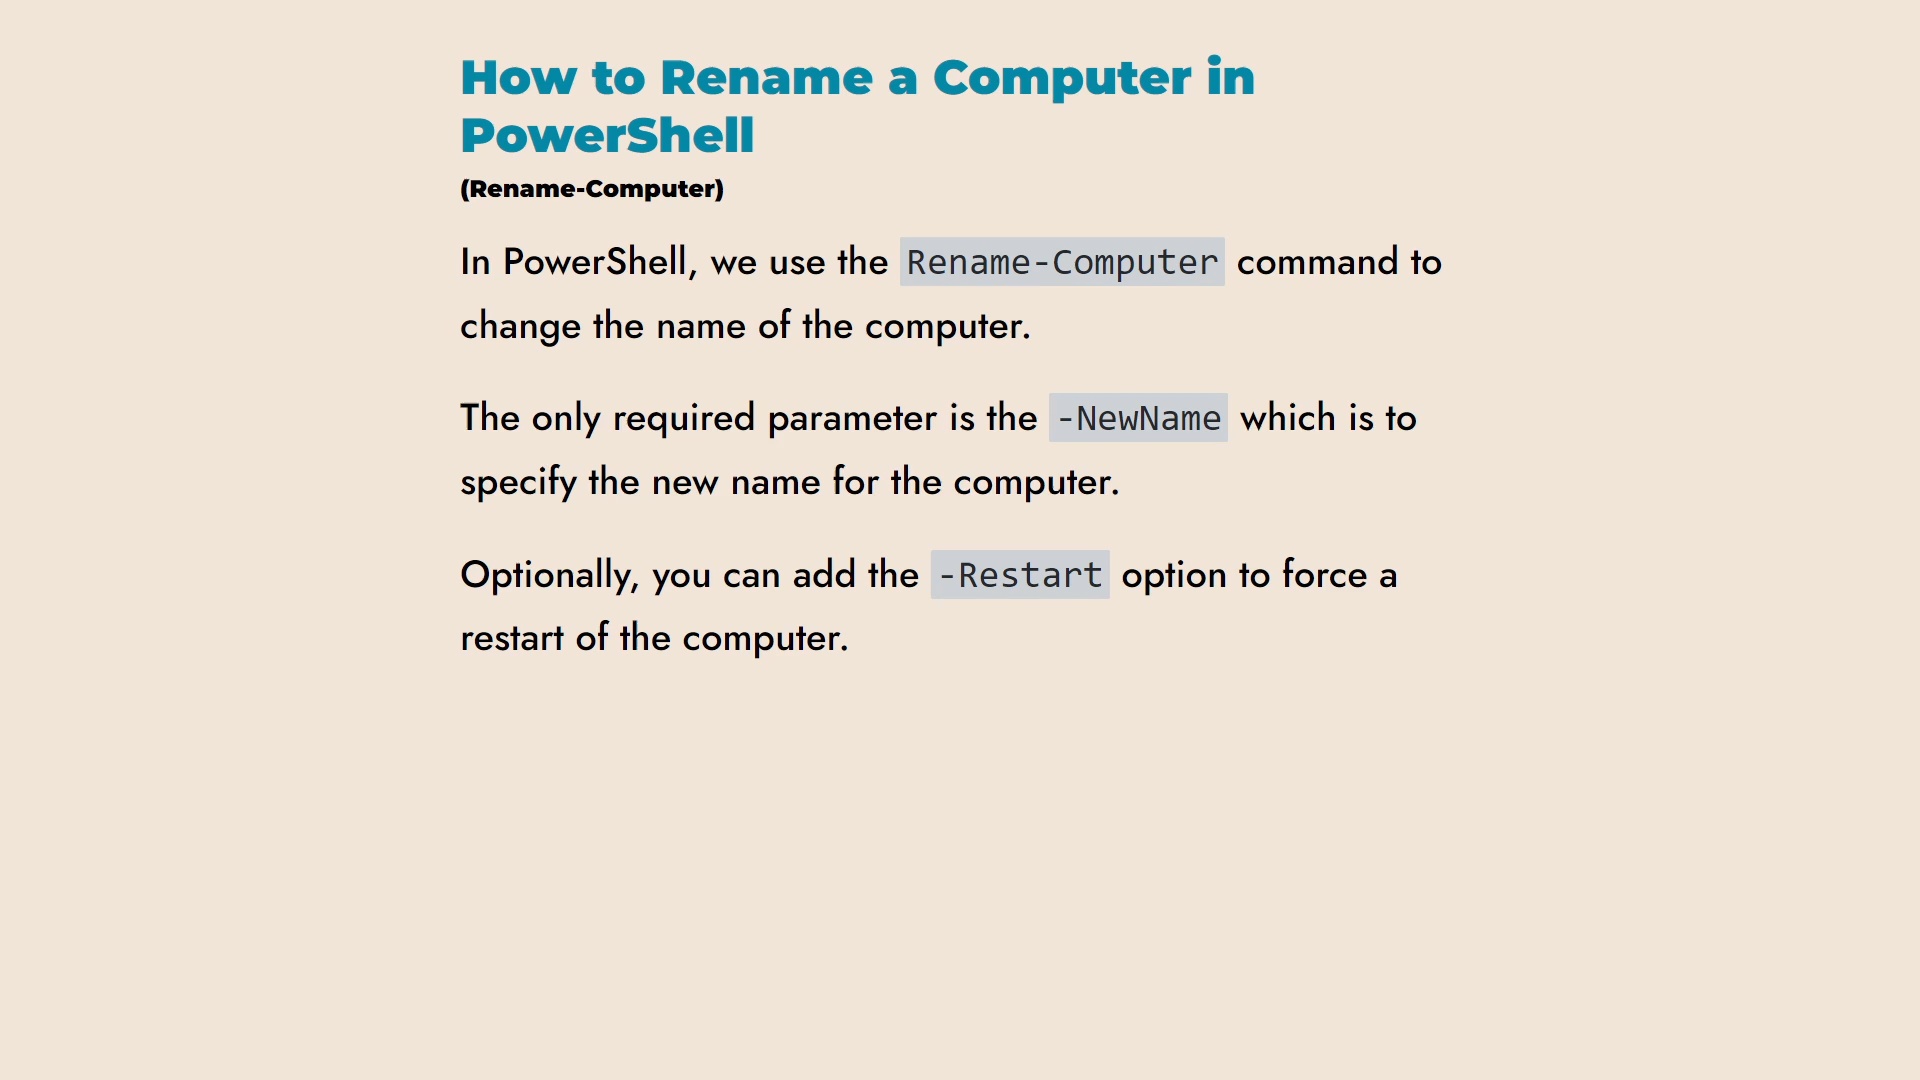 How to Rename a Computer in
PowerShell
(Rename-Computer)
In PowerShell, we use the Rename-Computer command to
change the name of the computer.
The only required parameter is the -NewName which is to
specify the new name for the computer.
Optionally, you can add the -Restart option to force a
restart of the computer.